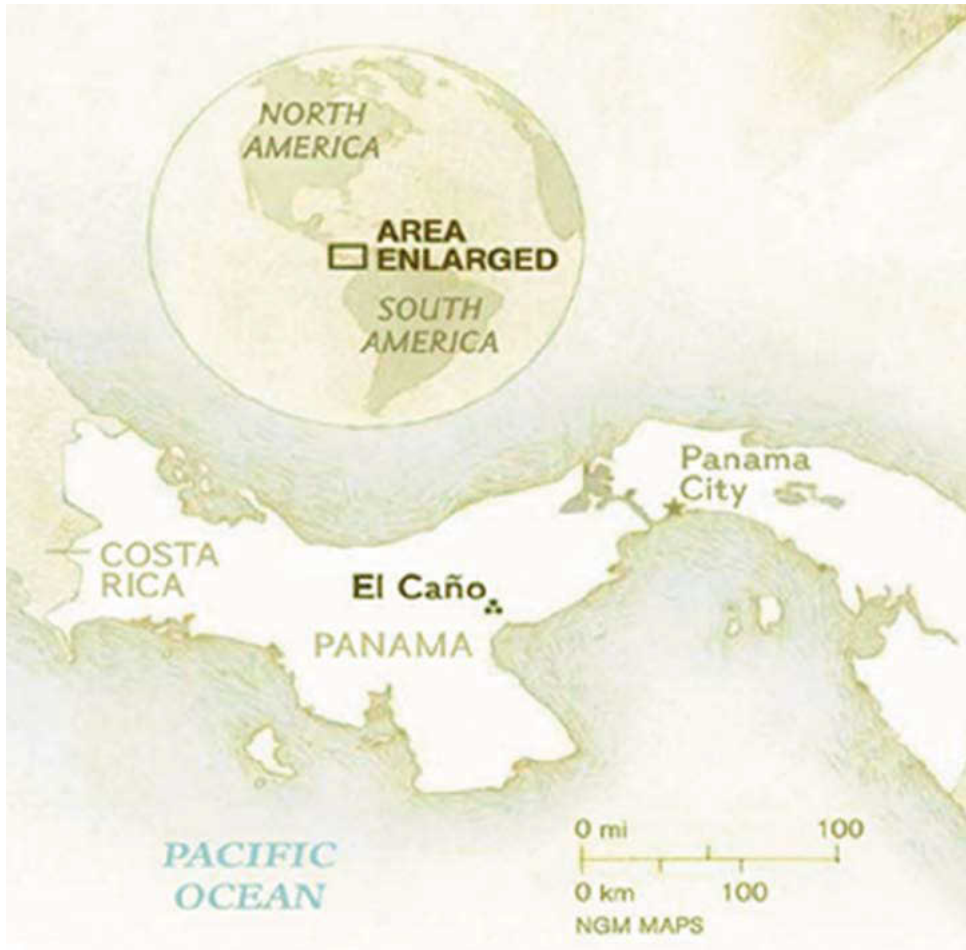 NORTH
AMERICA
AREA
ENLARGED
SOUTH
AMERICA
Panama
City
COSTA
RICA
El Caño
PANAMA
PACIFIC
OCEAN
0 mi 100
0 km 100
NGM MAPS